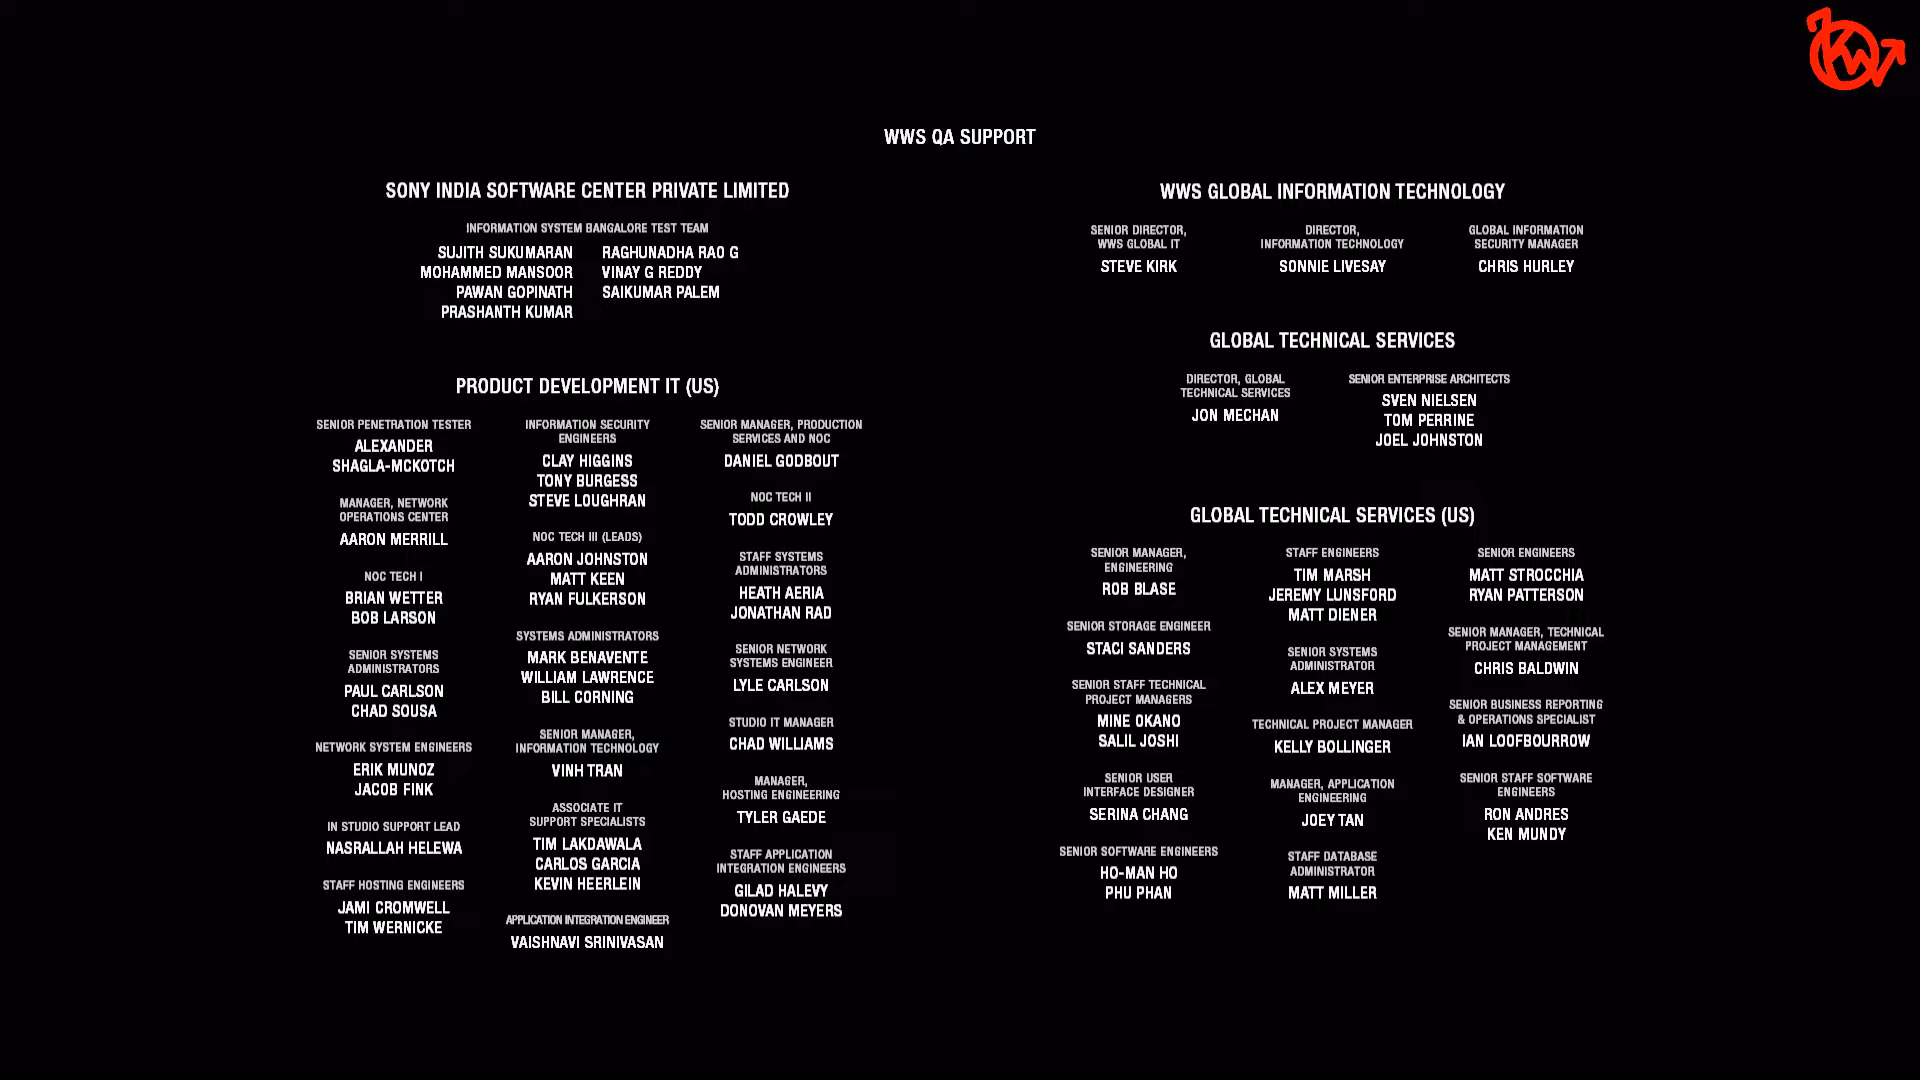 WWS QA SUPPORT
SONY INDIA SOFTWARE CENTER PRIVATE LIMITED
INFORMATION SYSTEM BANGALORE TEST TEAM
SUJITH SUKUMARAN RAGHUNADHA RAO G
MOHAMMED MANSOOR VINAY G REDDY
PAWAN GOPINATH SAIKUMAR PALEM
PRASHANTH KUMAR
PRODUCT DEVELOPMENT IT (US)
SENIOR PENETRATION TESTER
ALEXANDER
SHAGLA-MCKOTCH
MANAGER, NETWORK
OPERATIONS CENTER
AARON MERRILL
NOC TECH I
BRIAN WETTER
BOB LARSON
SENIOR SYSTEMS
ADMINISTRATORS
PAUL CARLSON
CHAD SOUSA
NETWORK SYSTEM ENGINEERS
ERIK MUNOZ
JACOB FINK
IN STUDIO SUPPORT LEAD
NASRALLAH HELEWA
STAFF HOSTING ENGINEERS
JAMI CROMWELL
TIM WERNICKE
INFORMATION SECURITY
ENGINEERS
CLAY HIGGINS
TONY BURGESS
STEVE LOUGHRAN
NOC TECH III (LEADS)
AARON JOHNSTON
MATT KEEN
RYAN FULKERSON
SYSTEMS ADMINISTRATORS
MARK BENAVENTE
WILLIAM LAWRENCE
BILL CORNING
SENIOR MANAGER,
INFORMATION TECHNOLOGY
VINH TRAN
ASSOCIATE IT
SUPPORT SPECIALISTS
TIM LAKDAWALA
CARLOS GARCIA
KEVIN HEERLEIN
APPLICATION INTEGRATION ENGINEER
VAISHNAVI SRINIVASAN
SENIOR MANAGER, PRODUCTION
SERVICES AND NOC
DANIEL GODBOUT
NOC TECH II
TODD CROWLEY
STAFF SYSTEMS
ADMINISTRATORS
HEATH AERIA
JONATHAN RAD
SENIOR NETWORK
SYSTEMS ENGINEER
LYLE CARLSON
STUDIO IT MANAGER
CHAD WILLIAMS
MANAGER,
HOSTING ENGINEERING
TYLER GAEDE
STAFF APPLICATION
INTEGRATION ENGINEERS
GILAD HALEVY
DONOVAN MEYERS
WWS GLOBAL INFORMATION TECHNOLOGY
SENIOR DIRECTOR,
WWS GLOBAL IT
STEVE KIRK
DIRECTOR,
INFORMATION TECHNOLOGY
SONNIE LIVESAY
GLOBAL INFORMATION
SECURITY MANAGER
CHRIS HURLEY
GLOBAL TECHNICAL SERVICES
DIRECTOR, GLOBAL
TECHNICAL SERVICES
JON MECHAN
SENIOR ENTERPRISE ARCHITECTS
SVEN NIELSEN
TOM PERRINE
JOEL JOHNSTON
GLOBAL TECHNICAL SERVICES (US)
SENIOR MANAGER,
ENGINEERING
ROB BLASE
SENIOR STORAGE ENGINEER
STACI SANDERS
SENIOR STAFF TECHNICAL
PROJECT MANAGERS
MINE OKANO
SALIL JOSHI
SENIOR USER
INTERFACE DESIGNER
SERINA CHANG
SENIOR SOFTWARE ENGINEERS
HO-MAN HO
PHU PHAN
STAFF ENGINEERS
TIM MARSH
JEREMY LUNSFORD
MATT DIENER
SENIOR SYSTEMS
ADMINISTRATOR
ALEX MEYER
TECHNICAL PROJECT MANAGER
KELLY BOLLINGER
MANAGER, APPLICATION
ENGINEERING
JOEY TAN
STAFF DATABASE
ADMINISTRATOR
MATT MILLER
SENIOR ENGINEERS
MATT STROCCHIA
RYAN PATTERSON
SENIOR MANAGER, TECHNICAL
PROJECT MANAGEMENT
CHRIS BALDWIN
SENIOR BUSINESS REPORTING
& OPERATIONS SPECIALIST
IAN LOOFBOURROW
SENIOR STAFF SOFTWARE
ENGINEERS
RON ANDRES
KEN MUNDY
KW